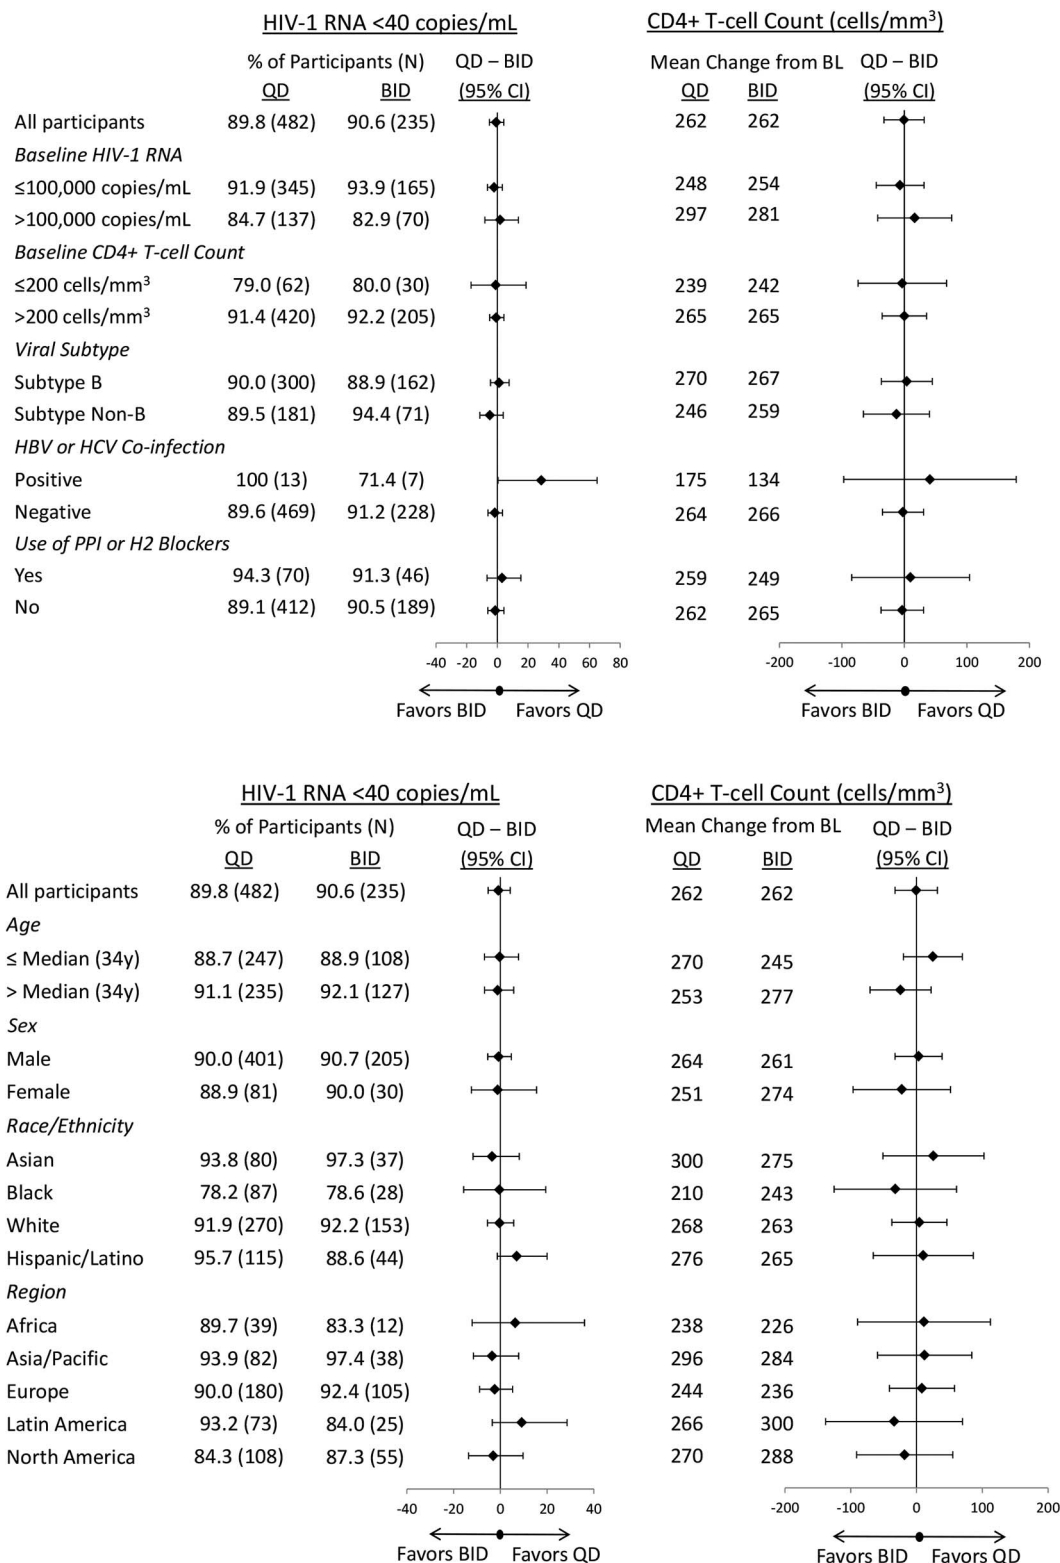 HIV-1 RNA <40 copies/mL CD4+ T-cell Count (cells/mm³)
% of Participants (N) QD – BID Mean Change from BL QD – BID
QD BID (95% CI) QD BID (95% CI)
All participants 89.8 (482) 90.6 (235) 262 262
Baseline HIV-1 RNA
≤100,000 copies/mL 91.9 (345) 93.9 (165) 248 254
>100,000 copies/mL 84.7 (137) 82.9 (70) 297 281
Baseline CD4+ T-cell Count
≤200 cells/mm³ 79.0 (62) 80.0 (30) 239 242
>200 cells/mm³ 91.4 (420) 92.2 (205) 265 265
Viral Subtype
Subtype B 90.0 (300) 88.9 (162) 270 267
Subtype Non-B 89.5 (181) 94.4 (71) 246 259
HBV or HCV Co-infection
Positive 100 (13) 71.4 (7) 175 134
Negative 89.6 (469) 91.2 (228) 264 266
Use of PPI or H2 Blockers
Yes 94.3 (70) 91.3 (46) 259 249
No 89.1 (412) 90.5 (189) 262 265
-40 -20 0 20 40 60 80 -200 -100 0 100 200
Favors BID Favors QD Favors BID Favors QD
HIV-1 RNA <40 copies/mL CD4+ T-cell Count (cells/mm³)
% of Participants (N) QD – BID Mean Change from BL QD – BID
QD BID (95% CI) QD BID (95% CI)
All participants 89.8 (482) 90.6 (235) 262 262
Age
≤ Median (34y) 88.7 (247) 88.9 (108) 270 245
> Median (34y) 91.1 (235) 92.1 (127) 253 277
Sex
Male 90.0 (401) 90.7 (205) 264 261
Female 88.9 (81) 90.0 (30) 251 274
Race/Ethnicity
Asian 93.8 (80) 97.3 (37) 300 275
Black 78.2 (87) 78.6 (28) 210 243
White 91.9 (270) 92.2 (153) 268 263
Hispanic/Latino 95.7 (115) 88.6 (44) 276 265
Region
Africa 89.7 (39) 83.3 (12) 238 226
Asia/Pacific 93.9 (82) 97.4 (38) 296 284
Europe 90.0 (180) 92.4 (105) 244 236
Latin America 93.2 (73) 84.0 (25) 266 300
North America 84.3 (108) 87.3 (55) 270 288
-40 -20 0 20 40 -200 -100 0 100 200
Favors BID Favors QD Favors BID Favors QD